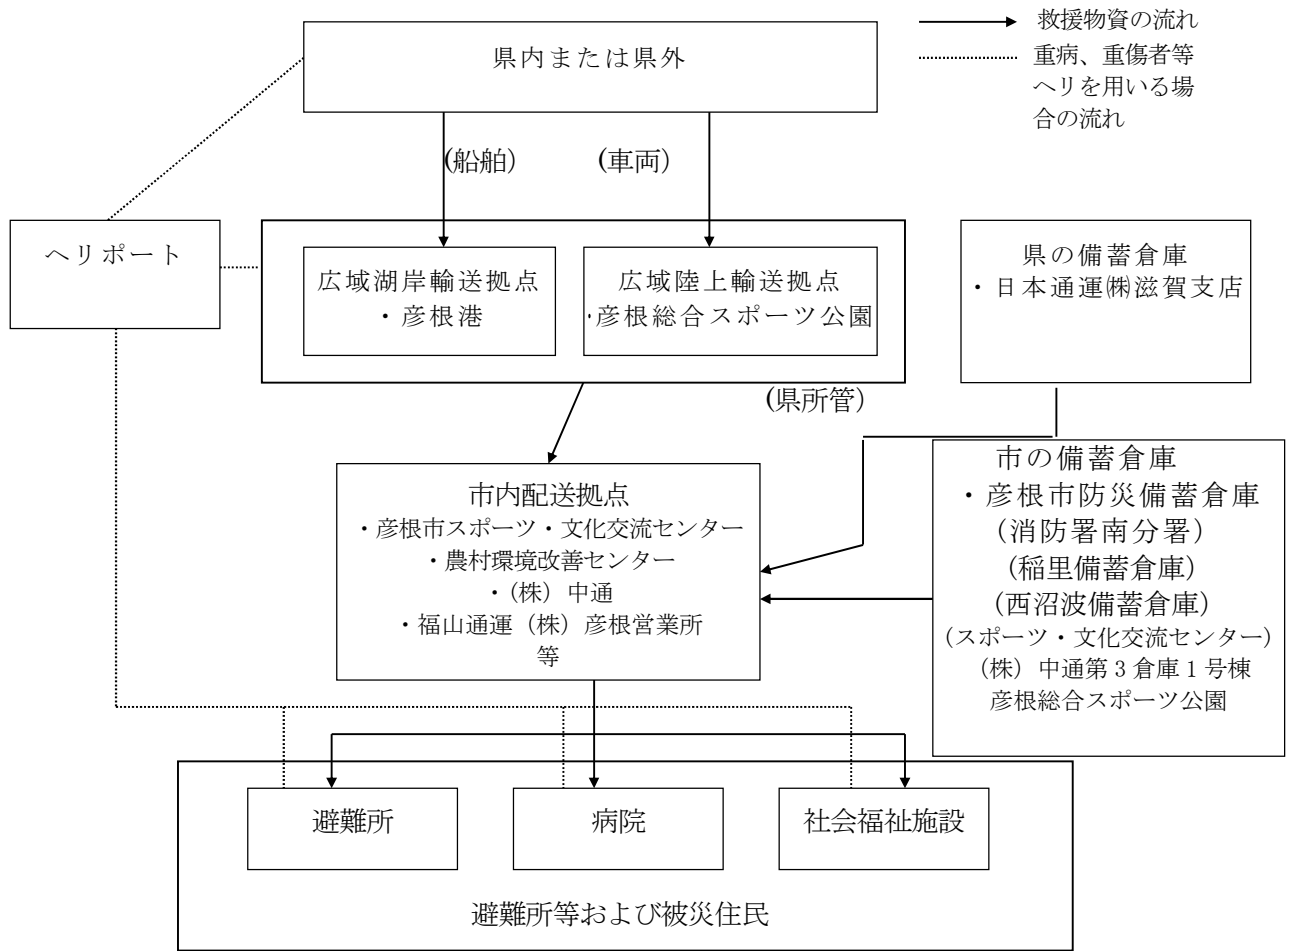 救援物資の流れ
重病、重傷者等
ヘリを用いる場
合の流れ
県内または県外
(船舶)
(車両)
ヘリポート
広域湖岸輸送拠点
・彦根港
広域陸上輸送拠点
・彦根総合スポーツ公園
県の備蓄倉庫
・日本通運㈱滋賀支店
(県所管)
市内配送拠点
・彦根市スポーツ・文化交流センター
・農村環境改善センター
・(株)中通
・福山通運(株)彦根営業所
等
市の備蓄倉庫
・彦根市防災備蓄倉庫
(消防署南分署)
(稲里備蓄倉庫)
(西沼波備蓄倉庫)
(スポーツ・文化交流センター)
(株)中通第3倉庫1号棟
彦根総合スポーツ公園
避難所
病院
社会福祉施設
避難所等および被災住民